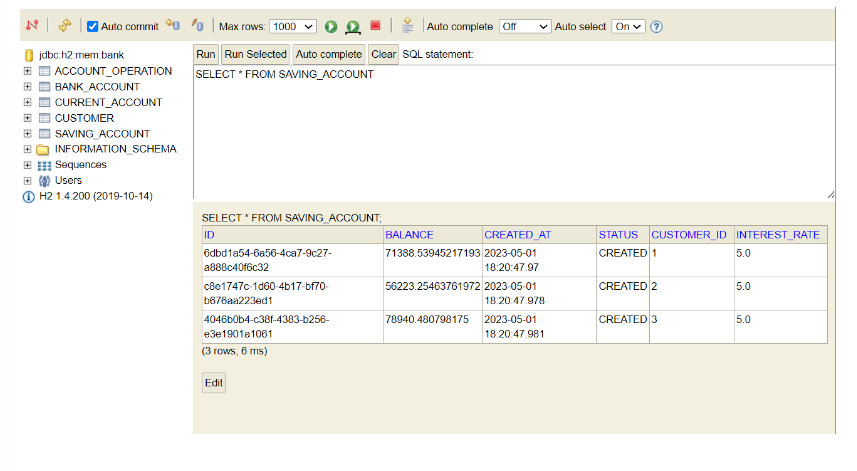 Auto commit Max rows: 1000 Auto complete Off Auto select On ?
jdbc:h2:mem:bank
ACCOUNT_OPERATION
BANK_ACCOUNT
CURRENT_ACCOUNT
CUSTOMER
SAVING_ACCOUNT
INFORMATION_SCHEMA
Sequences
Users
H2 1.4.200 (2019-10-14)
Run Run Selected Auto complete Clear SQL statement:
SELECT * FROM SAVING_ACCOUNT
SELECT * FROM SAVING_ACCOUNT;
ID BALANCE CREATED_AT STATUS CUSTOMER_ID INTEREST_RATE
6dbd1a54-6a56-4ca7-9c27- 71388.53945217193 2023-05-01 CREATED 1 5.0
a888c40f6c32 18:20:47.97
c8e1747c-1d60-4b17-bf70- 56223.25463761972 2023-05-01 CREATED 2 5.0
b676aa223ed1 18:20:47.978
4046b0b4-c38f-4383-b256- 78940.480798175 2023-05-01 CREATED 3 5.0
e3e1901a1061 18:20:47.981
(3 rows, 6 ms)
Edit